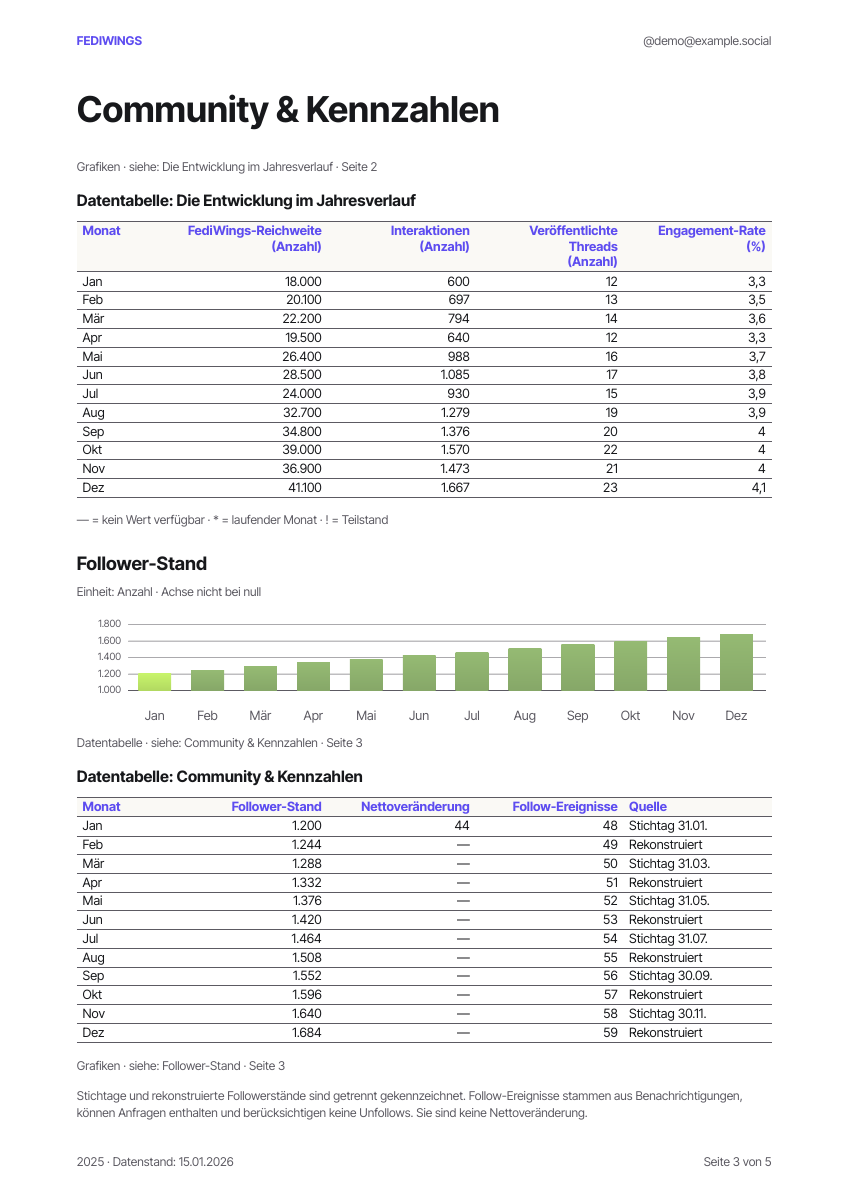 FEDIWINGS @demo@example.social
Community & Kennzahlen
Grafiken · siehe: Die Entwicklung im Jahresverlauf · Seite 2
Datentabelle: Die Entwicklung im Jahresverlauf
Monat FediWings-Reichweite (Anzahl) Interaktionen (Anzahl) Veröffentlichte Threads (Anzahl) Engagement-Rate (%)
Jan 18.000 600 12 3,3
Feb 20.100 697 13 3,5
Mär 22.200 794 14 3,6
Apr 19.500 640 12 3,3
Mai 26.400 988 16 3,7
Jun 28.500 1.085 17 3,8
Jul 24.000 930 15 3,9
Aug 32.700 1.279 19 3,9
Sep 34.800 1.376 20 4
Okt 39.000 1.570 22 4
Nov 36.900 1.473 21 4
Dez 41.100 1.667 23 4,1
— = kein Wert verfügbar · * = laufender Monat · ! = Teilstand
Follower-Stand
Einheit: Anzahl · Achse nicht bei null
1.800
1.600
1.400
1.200
1.000
Jan Feb Mär Apr Mai Jun Jul Aug Sep Okt Nov Dez
Datentabelle · siehe: Community & Kennzahlen · Seite 3
Datentabelle: Community & Kennzahlen
Monat Follower-Stand Nettoveränderung Follow-Ereignisse Quelle
Jan 1.200 44 48 Stichtag 31.01.
Feb 1.244 — 49 Rekonstruiert
Mär 1.288 — 50 Stichtag 31.03.
Apr 1.332 — 51 Rekonstruiert
Mai 1.376 — 52 Stichtag 31.05.
Jun 1.420 — 53 Rekonstruiert
Jul 1.464 — 54 Stichtag 31.07.
Aug 1.508 — 55 Rekonstruiert
Sep 1.552 — 56 Stichtag 30.09.
Okt 1.596 — 57 Rekonstruiert
Nov 1.640 — 58 Stichtag 30.11.
Dez 1.684 — 59 Rekonstruiert
Grafiken · siehe: Follower-Stand · Seite 3
Stichtage und rekonstruierte Followerstände sind getrennt gekennzeichnet. Follow-Ereignisse stammen aus Benachrichtigungen,
können Anfragen enthalten und berücksichtigen keine Unfollows. Sie sind keine Nettoveränderung.
2025 · Datenstand: 15.01.2026 Seite 3 von 5